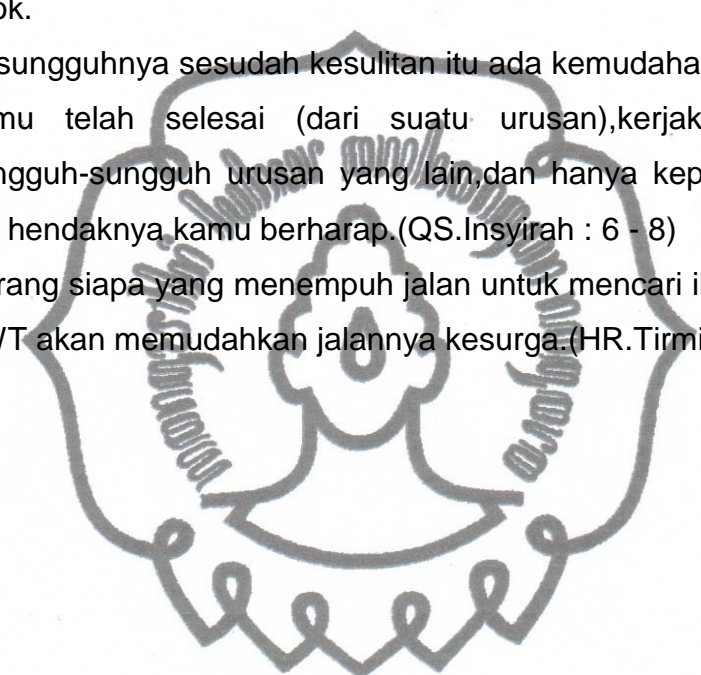 ok.
sungguhnya sesudah kesulitan itu ada kemudaha
mu telah selesai (dari suatu urusan),kerjak
ngguh-sungguh urusan yang lain,dan hanya kep
hendaknya kamu berharap.(QS.Insyirah : 6 - 8)
rang siapa yang menempuh jalan untuk mencari il
VT akan memudahkan jalannya kesurga.(HR.Tirmi